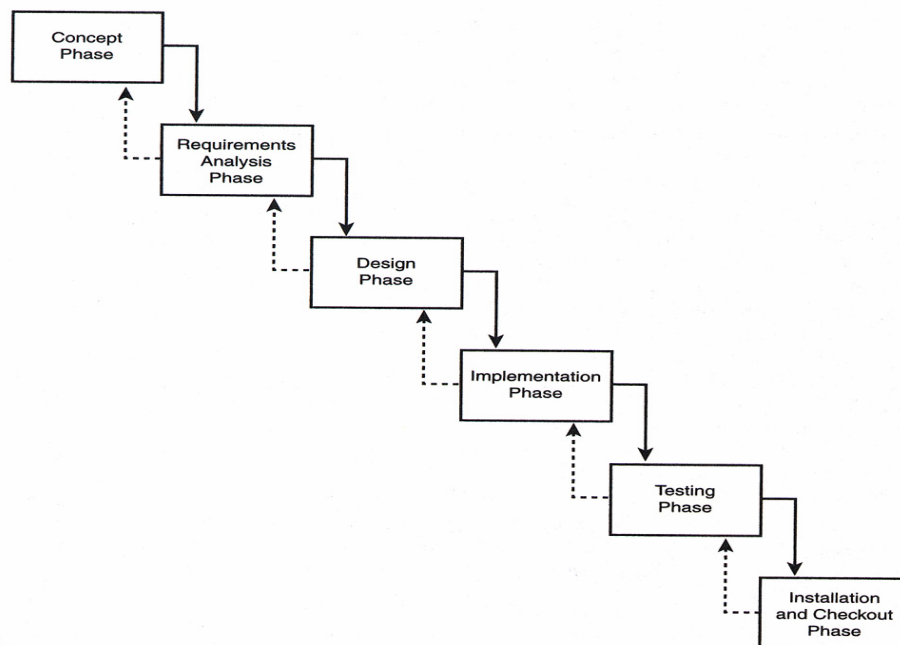 Concept
Phase
Requirements
Analysis
Phase
Design
Phase
Implementation
Phase
Testing
Phase
Installation
and Checkout
Phase